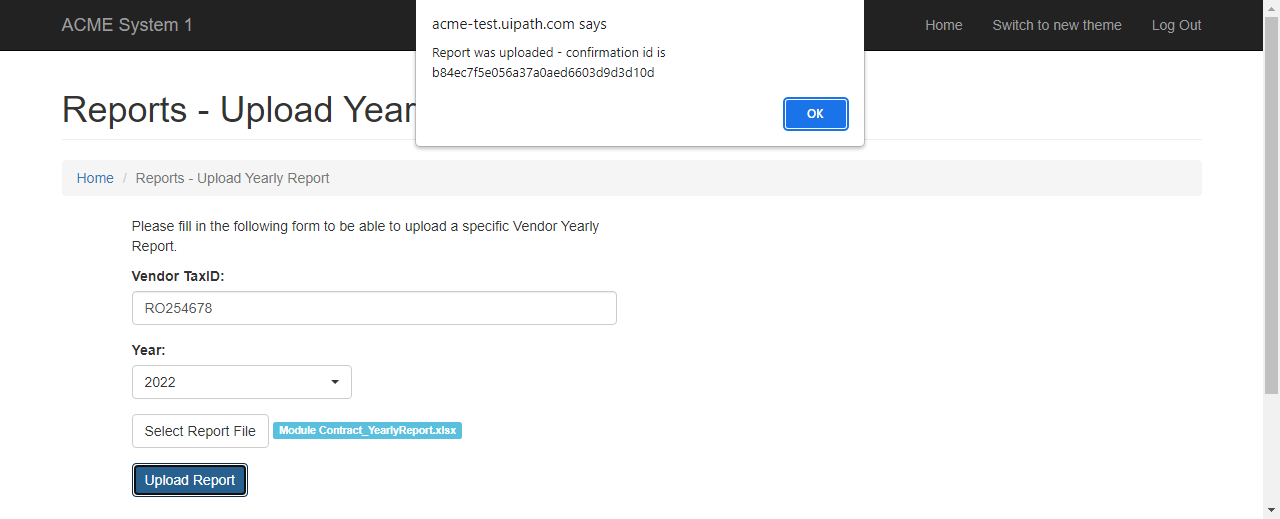 ACME System 1
Home
Switch to new theme
Log Out
acme-test.uipath.com says
Report was uploaded - confirmation id is
b84ec7f5e056a37a0aed6603d9d3d10d
OK
Reports - Upload Year
Home / Reports - Upload Yearly Report
Please fill in the following form to be able to upload a specific Vendor Yearly
Report.
Vendor TaxID:
RO254678
Year:
2022
Select Report File
Module Contract_YearlyReport.xlsx
Upload Report